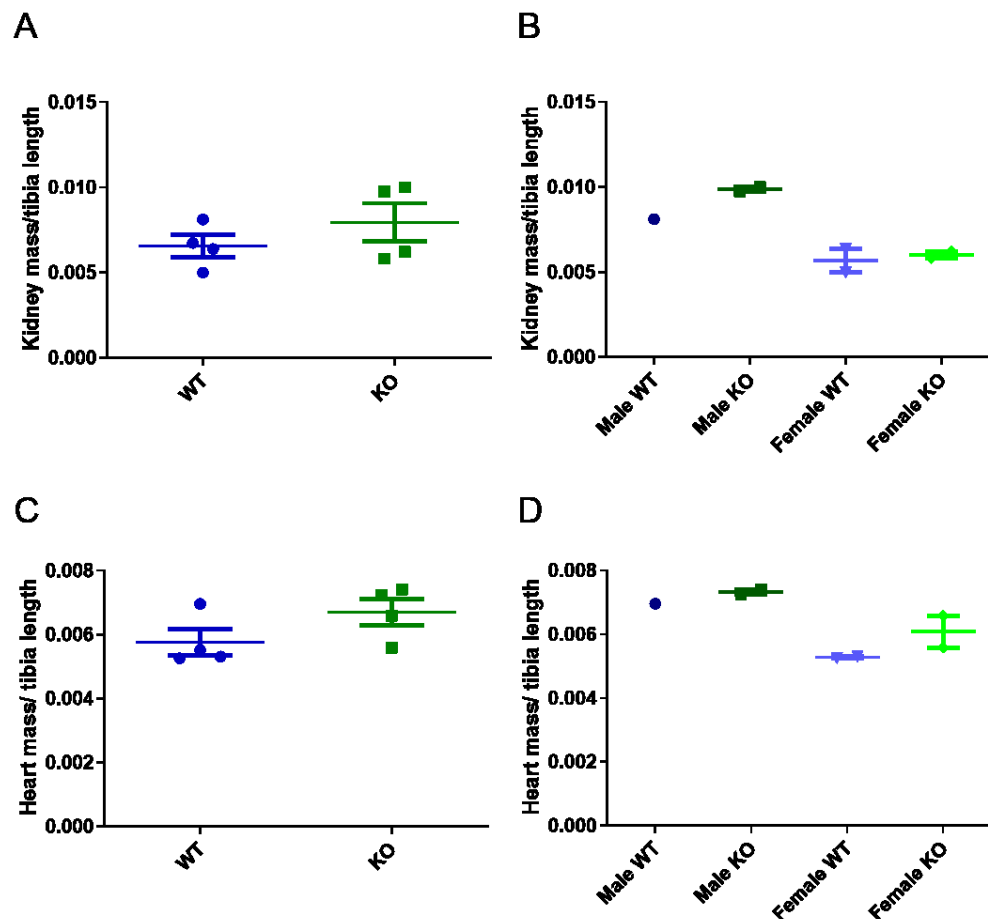 A
Kidney mass/tibia length
0.015
0.010
0.005
0.000
WT
KO
B
Kidney mass/tibia length
0.015
0.010
0.005
0.000
Male WT
Male KO
Female WT
Female KO
C
Heart mass/ tibia length
0.008
0.006
0.004
0.002
0.000
WT
KO
D
Heart mass/ tibia length
0.008
0.006
0.004
0.002
0.000
Male WT
Male KO
Female WT
Female KO